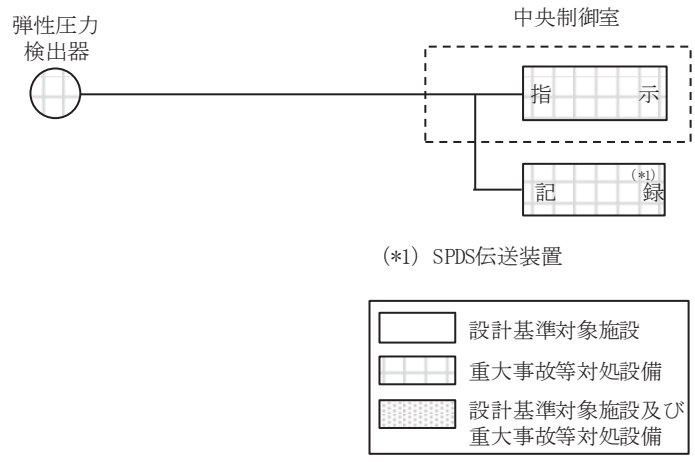 中央制御室
弾性圧力
検出器
指 示
記 録
(*1)
(*1) SPDS伝送装置
設計基準対象施設
重大事故等対処設備
設計基準対象施設及び
重大事故等対処設備